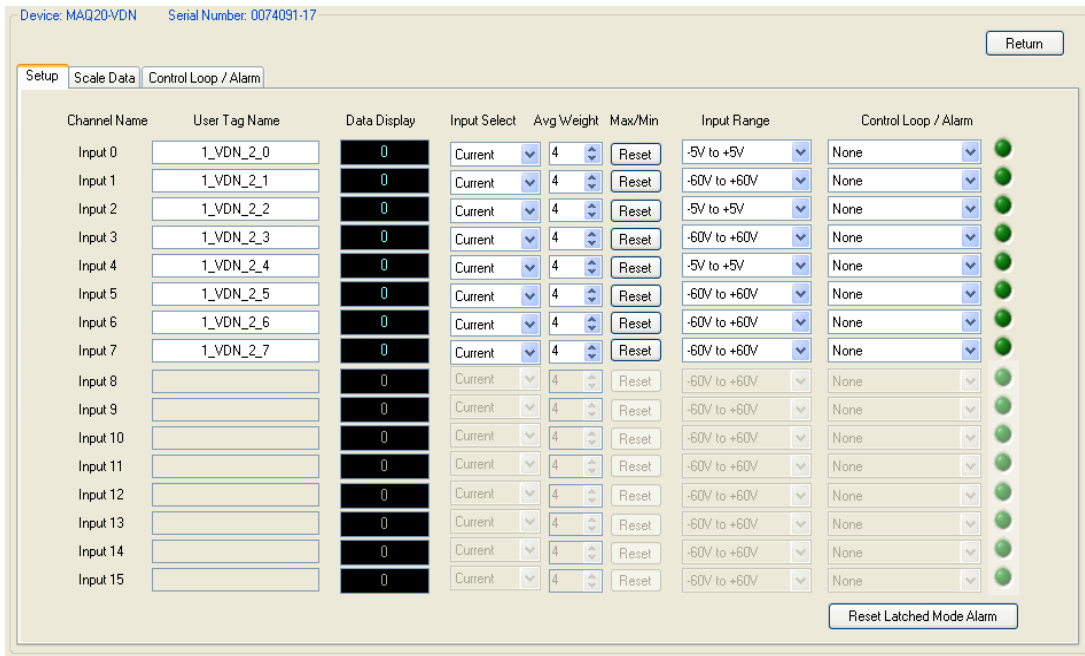 Device: MAQ20-VDN Serial Number: 0074091-17
Return
Setup Scale Data Control Loop / Alarm
Channel Name User Tag Name Data Display Input Select Avg Weight Max/Min Input Range Control Loop / Alarm
Input 0 1_VDN_2_0 0 Current 4 Reset -5V to +5V None
Input 1 1_VDN_2_1 0 Current 4 Reset -60V to +60V None
Input 2 1_VDN_2_2 0 Current 4 Reset -5V to +5V None
Input 3 1_VDN_2_3 0 Current 4 Reset -60V to +60V None
Input 4 1_VDN_2_4 0 Current 4 Reset -5V to +5V None
Input 5 1_VDN_2_5 0 Current 4 Reset -60V to +60V None
Input 6 1_VDN_2_6 0 Current 4 Reset -60V to +60V None
Input 7 1_VDN_2_7 0 Current 4 Reset -60V to +60V None
Input 8 0 Current 4 Reset -60V to +60V None
Input 9 0 Current 4 Reset -60V to +60V None
Input 10 0 Current 4 Reset -60V to +60V None
Input 11 0 Current 4 Reset -60V to +60V None
Input 12 0 Current 4 Reset -60V to +60V None
Input 13 0 Current 4 Reset -60V to +60V None
Input 14 0 Current 4 Reset -60V to +60V None
Input 15 0 Current 4 Reset -60V to +60V None
Reset Latched Mode Alarm